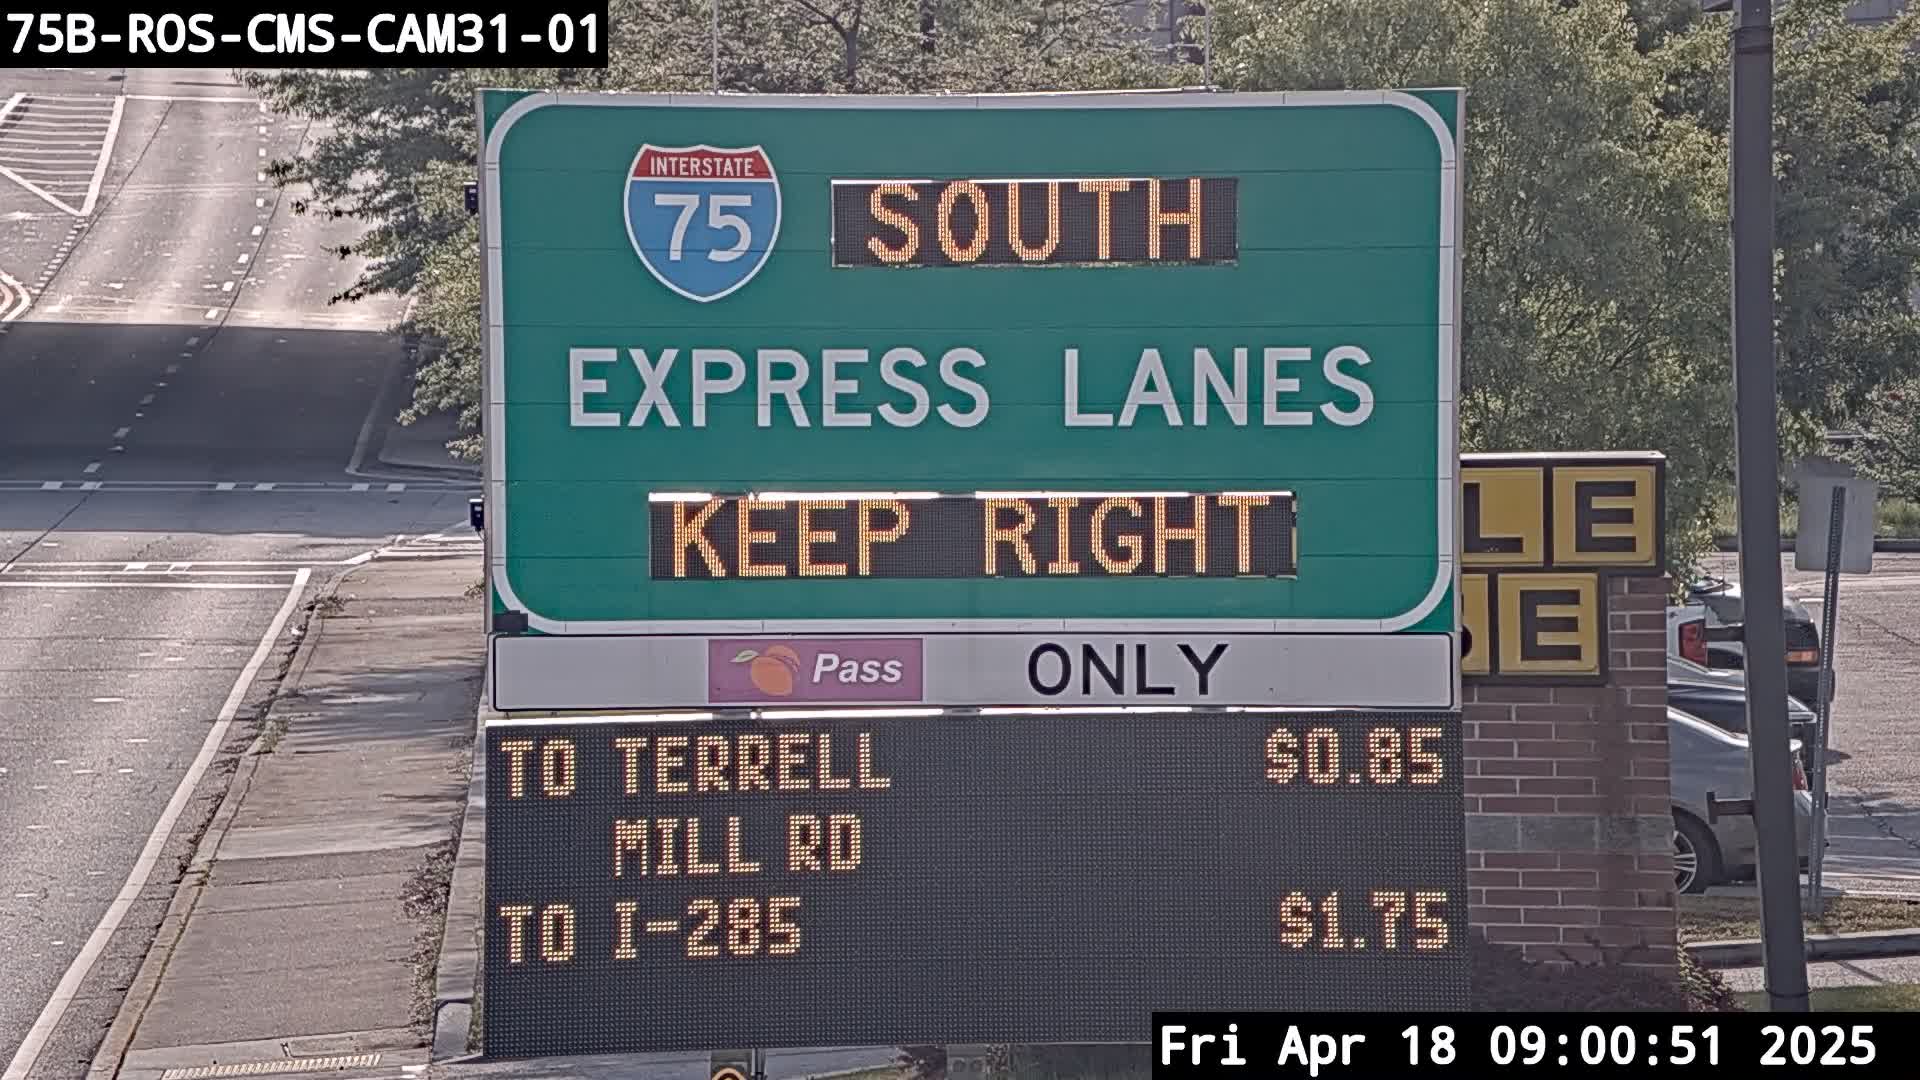 75B-ROS-CMS-CAM31-01
INTERSTATE
75
SOUTH
EXPRESS LANES
KEEP RIGHT
Pass ONLY
TO TERRELL $0.85
MILL RD
TO I-285 $1.75
LE
E
Fri Apr 18 09:00:51 2025